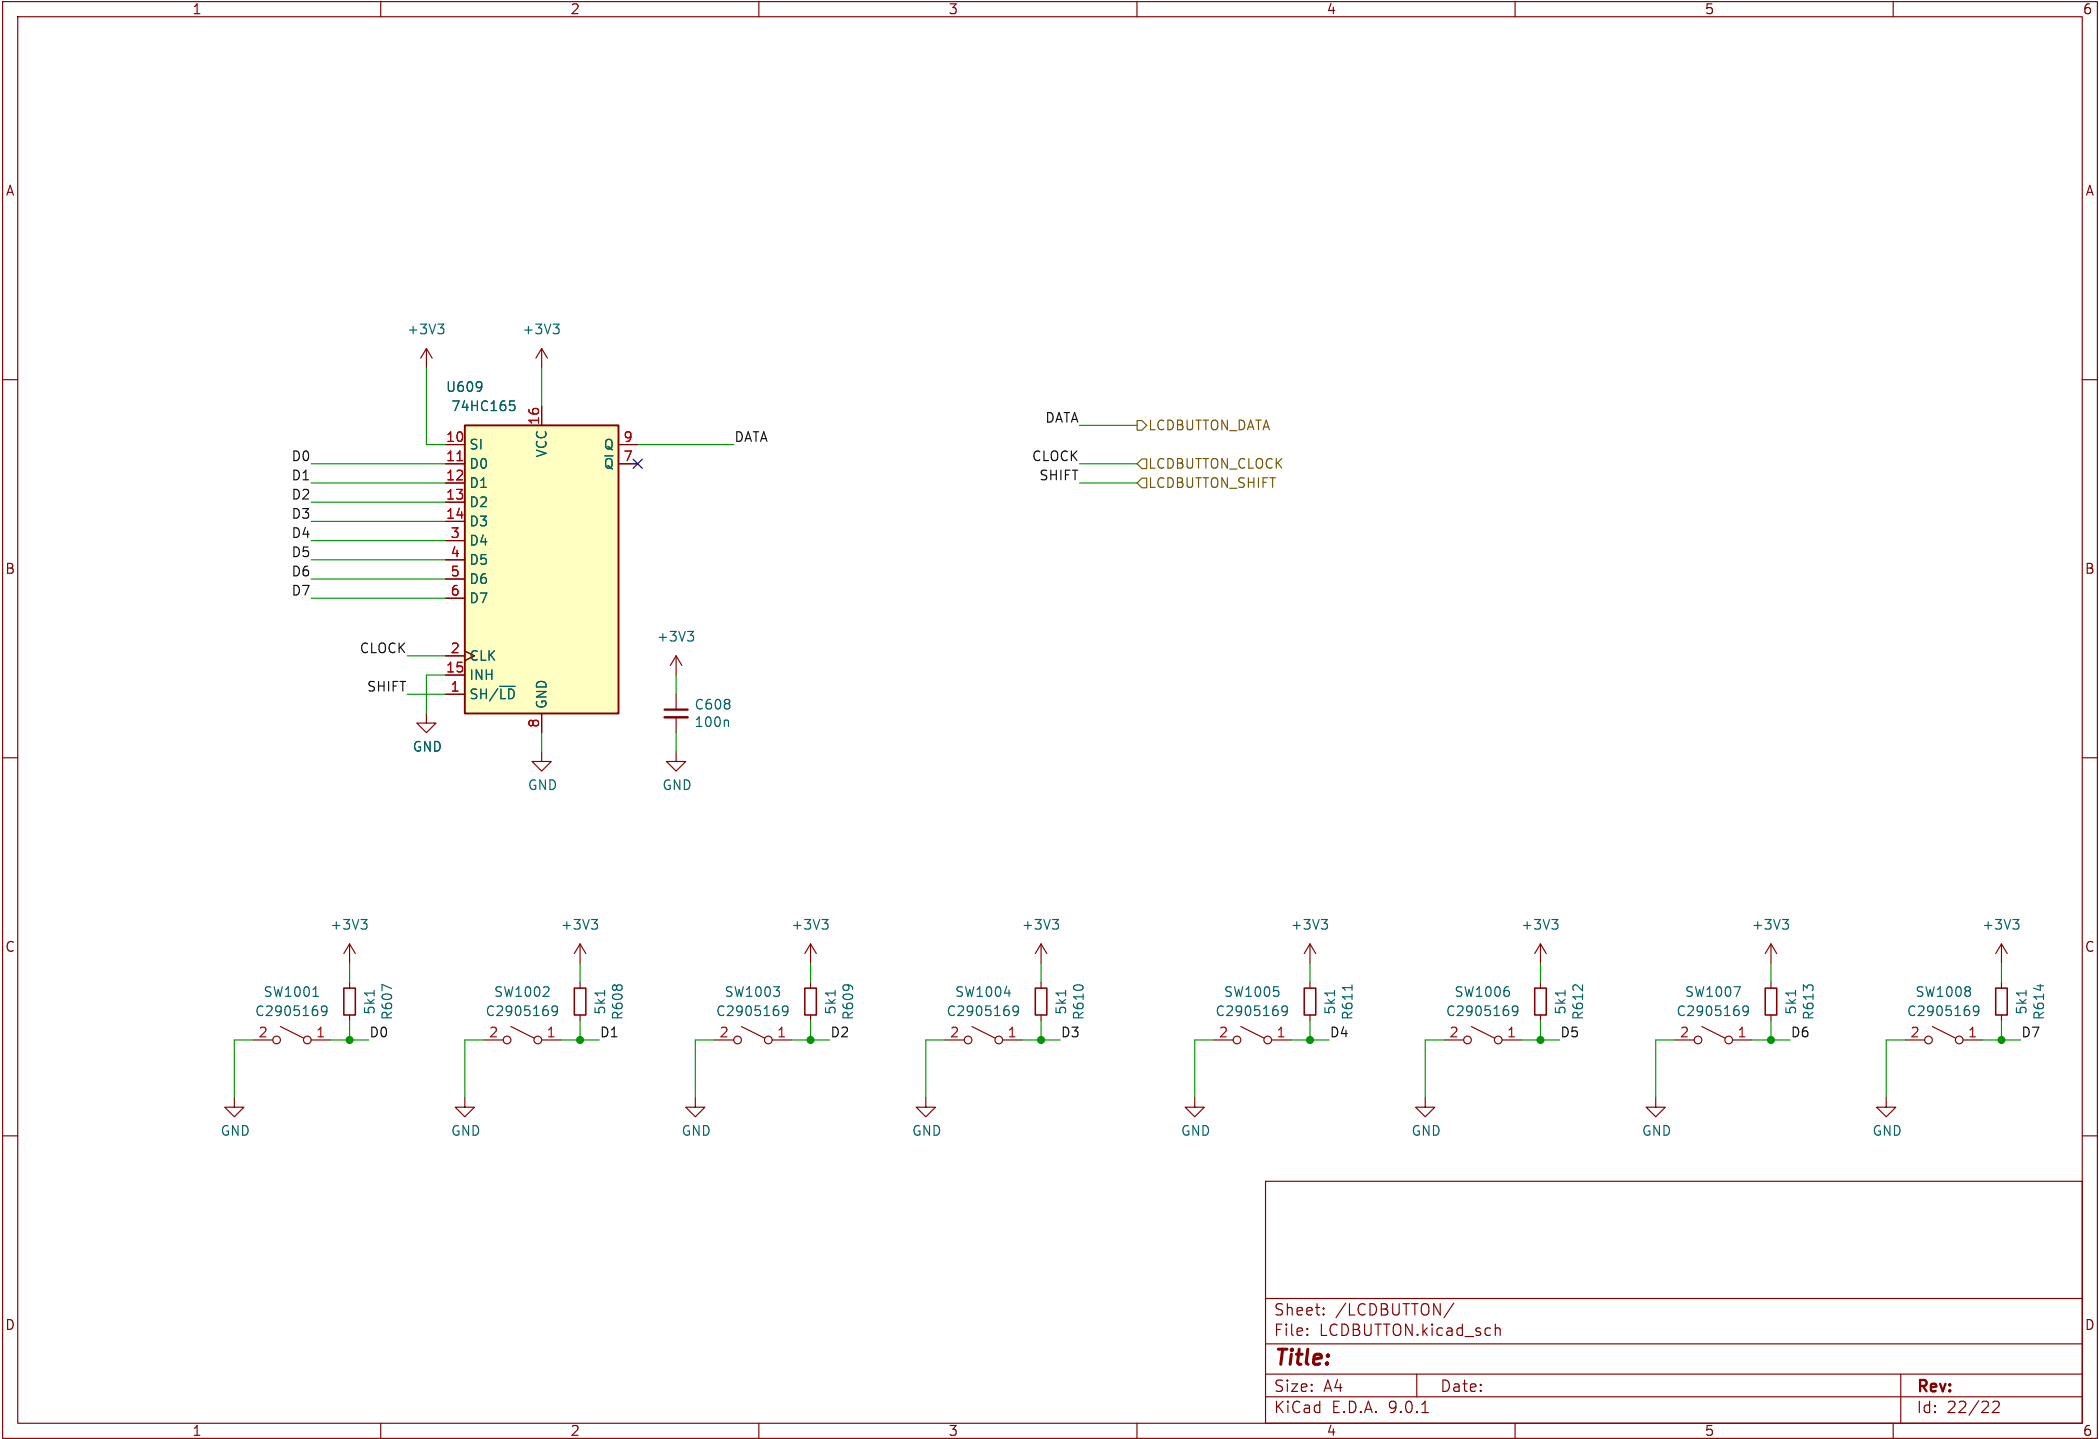 1 2 3 4 5 6
A A
+3V3 +3V3
U609
74HC165
16
VCC
10 SI Q 9 DATA
D0 11 D0 Q 7
D1 12 D1
D2 13 D2
D3 14 D3
D4 3 D4
D5 4 D5
D6 5 D6
D7 6 D7
CLOCK 2 CLK
15 INH
SHIFT 1 SH/LD
GND
8
GND
GND
+3V3
C608
100n
GND
DATA LCDBUTTON_DATA
CLOCK LCDBUTTON_CLOCK
SHIFT LCDBUTTON_SHIFT
B B
C C
+3V3 +3V3 +3V3 +3V3 +3V3 +3V3 +3V3 +3V3
SW1001 5k1 R607 SW1002 5k1 R608 SW1003 5k1 R609 SW1004 5k1 R610 SW1005 5k1 R611 SW1006 5k1 R612 SW1007 5k1 R613 SW1008 5k1 R614
C2905169 C2905169 C2905169 C2905169 C2905169 C2905169 C2905169 C2905169
2 1 D0 2 1 D1 2 1 D2 2 1 D3 2 1 D4 2 1 D5 2 1 D6 2 1 D7
GND GND GND GND GND GND GND GND
D D
Sheet: /LCDBUTTON/
File: LCDBUTTON.kicad_sch
Title:
Size: A4 Date: Rev:
KiCad E.D.A. 9.0.1 Id: 22/22
1 2 3 4 5 6